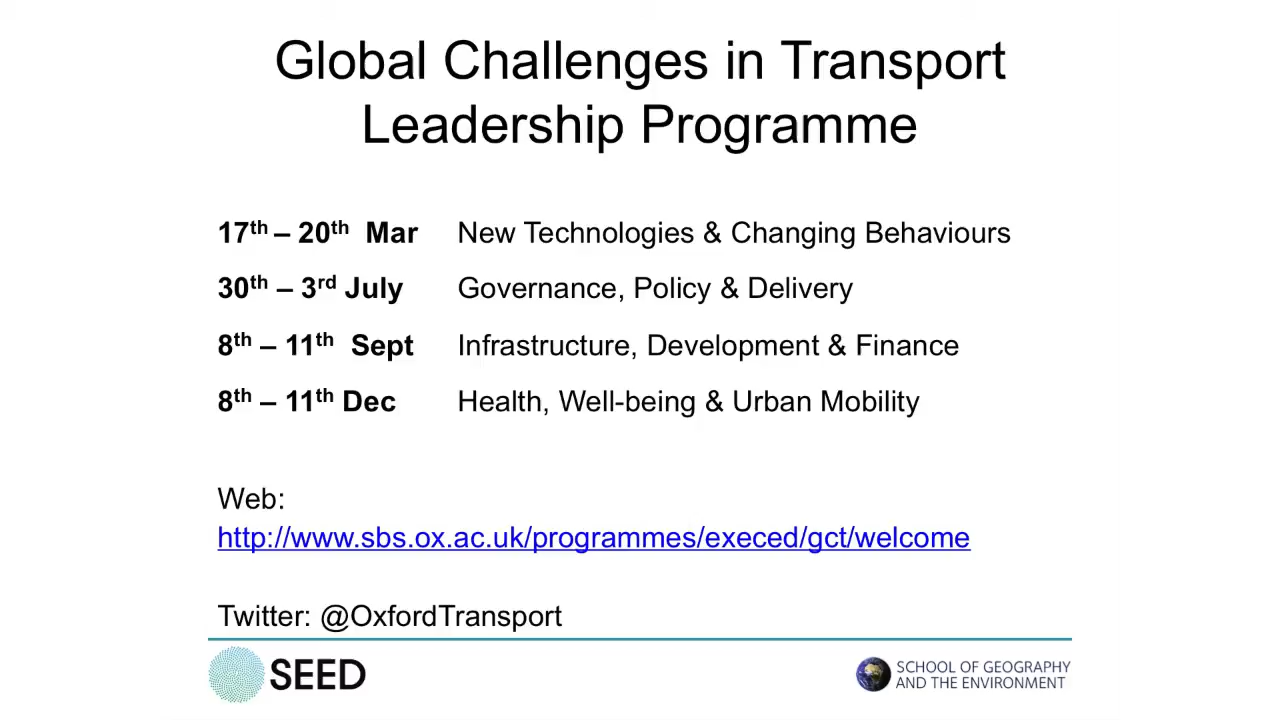 Global Challenges in Transport
Leadership Programme
17th – 20th Mar New Technologies & Changing Behaviours
30th – 3rd July Governance, Policy & Delivery
8th – 11th Sept Infrastructure, Development & Finance
8th – 11th Dec Health, Well-being & Urban Mobility
Web:
http://www.sbs.ox.ac.uk/programmes/execed/gct/welcome
Twitter: @OxfordTransport
SEED
SCHOOL OF GEOGRAPHY
AND THE ENVIRONMENT